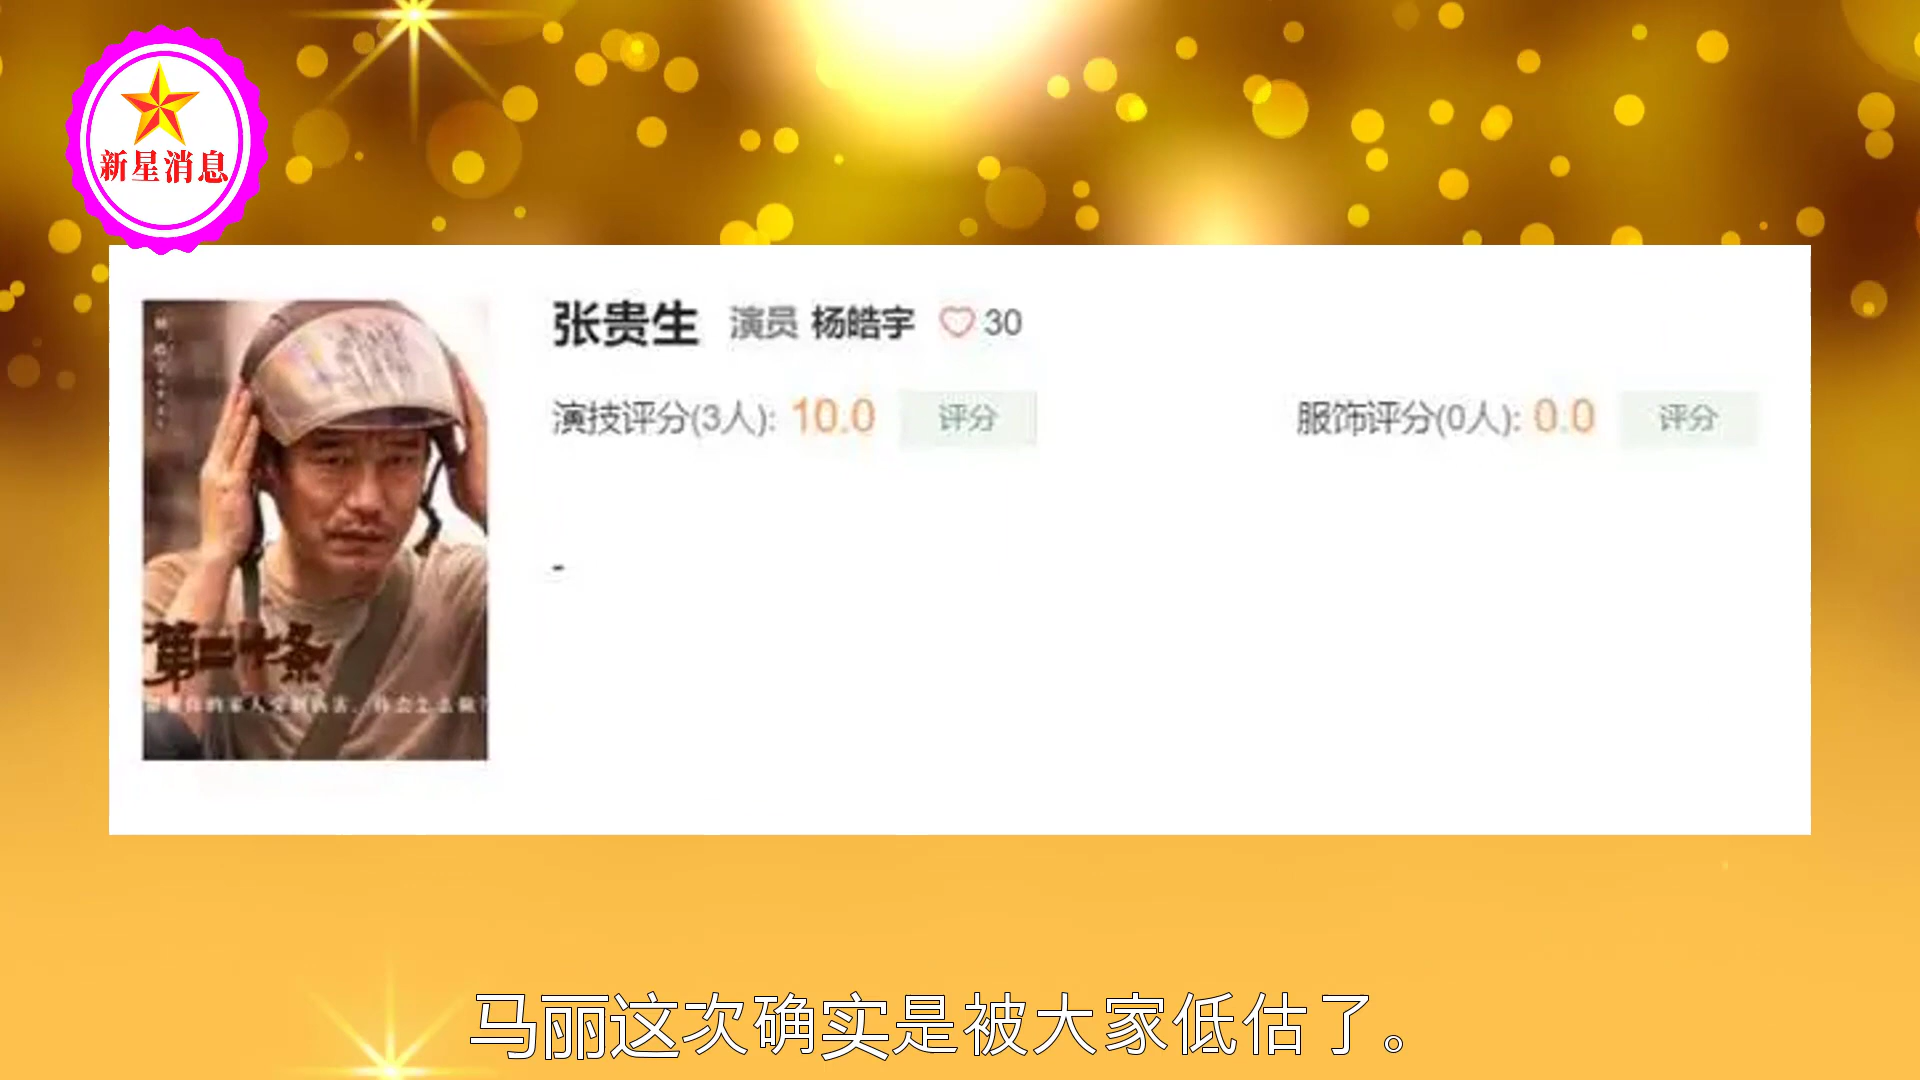 新星消息
张贵生 演员 杨皓宇 30
演技评分(3人): 10.0 评分 服饰评分(0人): 0.0 评分
-
第二十条
马丽这次确实是被大家低估了。